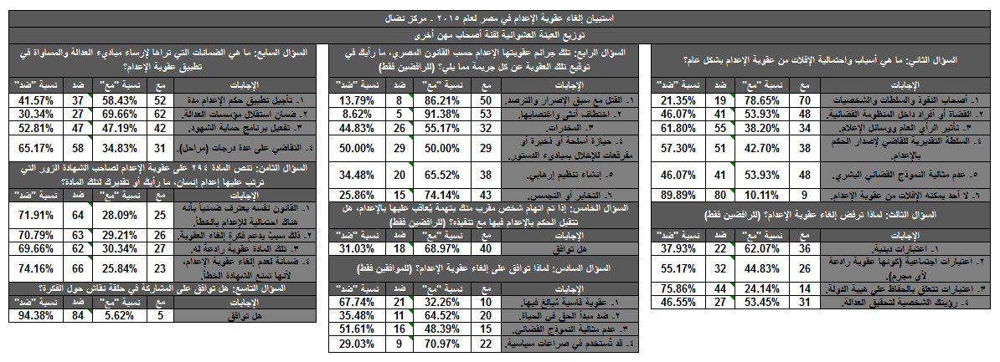 استبيان إلغاء عقوبة الإعدام في مصر لعام ٢٠١٥ - مركز نضال
توزيع العينة العشوائية لفئة أصحاب مهن أخرى
السؤال الثاني: ما هي أسباب واحتمالية الإفلات من عقوبة الإعدام بشكل عام؟
الإجابات مع نسبة "مع" ضد نسبة "ضد"
١- أصحاب النفوذ والسلطات والشخصيات 70 78.65% 19 21.35%
٢- القضاة أو أفراد داخل المنظومة القضائية. 48 53.93% 41 46.07%
٣- تأثير الرأي العام ووسائل الإعلام. 34 38.20% 55 61.80%
٤- السلطة التقديرية للقاضي لإصدار الحكم
بالإعدام. 38 42.70% 51 57.30%
٥- عدم مثالية النموذج القضائي البشري. 48 53.93% 41 46.07%
٦- لا أحد يمكنه الإفلات من عقوبة الإعدام. 9 10.11% 80 89.89%
السؤال الثالث: لماذا ترفض إلغاء عقوبة الإعدام؟ (للرافضين فقط)
الإجابات مع نسبة "مع" ضد نسبة "ضد"
١- اعتبارات دينية. 36 62.07% 22 37.93%
٢- اعتبارات اجتماعية (كونها عقوبة رادعة
لأي مجرم). 26 44.83% 32 55.17%
٣- اعتبارات تتعلق بالحفاظ على هيبة الدولة. 14 24.14% 44 75.86%
٤- رؤيتك الشخصية لتحقيق العدالة. 31 53.45% 27 46.55%
السؤال الرابع: تلك جرائم عقوبتها الإعدام حسب القانون المصري، ما رأيك في
توقيع تلك العقوبة عن كل جريمة مما يلي؟ (للرافضين فقط)
الإجابات مع نسبة "مع" ضد نسبة "ضد"
١- القتل مع سبق الإصرار والترصد. 50 86.21% 8 13.79%
٢- اختطاف أنثى واغتصابها. 53 91.38% 5 8.62%
٣- المخدرات. 32 55.17% 26 44.83%
٤- حيازة أسلحة أو ذخيرة أو
مفرقعات للإخلال بمبادىء الدستور. 29 50.00% 29 50.00%
٥- إنشاء تنظيم إرهابي. 38 65.52% 20 34.48%
٦- التخابر أو التجسس. 43 74.14% 15 25.86%
السؤال الخامس: إذا تم اتهام شخص مقرب منك بتهمة يُعاقب عليها بالإعدام، هل
تتقبل الحكم بالإعدام فيها مع تنفيذه؟ (للرافضين فقط)
الإجابات مع نسبة "مع" ضد نسبة "ضد"
هل توافق 40 68.97% 18 31.03%
السؤال السادس: لماذا توافق على إلغاء عقوبة الإعدام؟ (للموافقين فقط)
الإجابات مع نسبة "مع" ضد نسبة "ضد"
١- عقوبة قاسية مُبالغ فيها. 10 32.26% 21 67.74%
٢- ضد مبدأ الحق في الحياة. 20 64.52% 11 35.48%
٣- عدم مثالية النموذج القضائي. 15 48.39% 16 51.61%
٤- قد تُستخدم في صراعات سياسية. 22 70.97% 9 29.03%
السؤال السابع: ما هي الضمانات التي تراها لإرساء مباديء العدالة والمساواة في
تطبيق عقوبة الإعدام؟
الإجابات مع نسبة "مع" ضد نسبة "ضد"
١- تأجيل تطبيق حكم الإعدام مدة 52 58.43% 37 41.57%
٢- ضمان استقلال مؤسسات العدالة. 62 69.66% 27 30.34%
٣- تفعيل برنامج حماية الشهود. 42 47.19% 47 52.81%
٤- التقاضي على عدة درجات (مراحل). 31 34.83% 58 65.17%
السؤال الثامن: تنص المادة ٢٩٤ على عقوبة الإعدام لصاحب الشهادة الزور التي
ترتب عليها إعدام إنسان، ما رأيك أو تقديرك لتلك المادة؟
الإجابات مع نسبة "مع" ضد نسبة "ضد"
١- القانون نفسه يعترف ضمنياً بأنه
هناك احتمالية للإعدام بالخطأ. 25 28.09% 64 71.91%
٢- ذلك سببٌ يدعم فكرة إلغاء العقوبة. 26 29.21% 63 70.79%
٣- تلك المادة عقوبة رادعةً له. 27 30.34% 62 69.66%
٤- ضمانة لعدم إلغاء عقوبة الإعدام،
لأنها تمنع الشهادة الخطأ. 23 25.84% 66 74.16%
السؤال التاسع: هل توافق على المشاركة في حلقة نقاش حول الفكرة؟
الإجابات مع نسبة "مع" ضد نسبة "ضد"
هل توافق 5 5.62% 84 94.38%